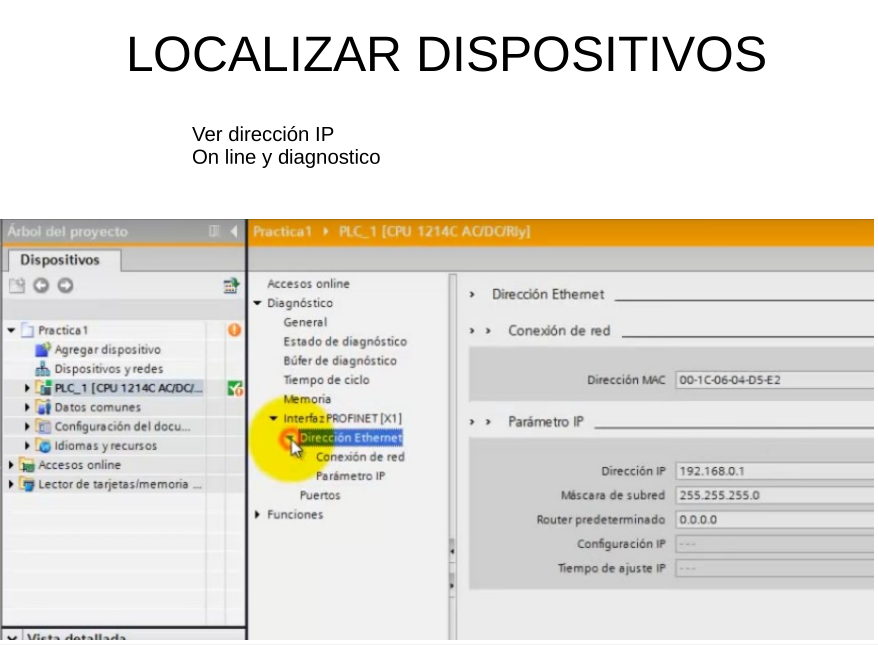 LOCALIZAR DISPOSITIVOS
Ver dirección IP
On line y diagnostico
Árbol del proyecto
Practica1 PLC_1 [CPU 1214C AC/DC/Rly]
Dispositivos
Practica1
Agregar dispositivo
Dispositivos y redes
PLC_1 [CPU 1214C AC/DC/...
Datos comunes
Configuración del docu...
Idiomas y recursos
Accesos online
Lector de tarjetas/memoria ...
Vista detallada
Accesos online
Diagnóstico
General
Estado de diagnóstico
Búfer de diagnóstico
Tiempo de ciclo
Memoria
Interfaz PROFINET [X1]
Dirección Ethernet
Conexión de red
Parámetro IP
Puertos
Funciones
Dirección Ethernet
Conexión de red
Dirección MAC 00-1C-06-04-D5-E2
Parámetro IP
Dirección IP 192.168.0.1
Máscara de subred 255.255.255.0
Router predeterminado 0.0.0.0
Configuración IP ---
Tiempo de ajuste IP ---